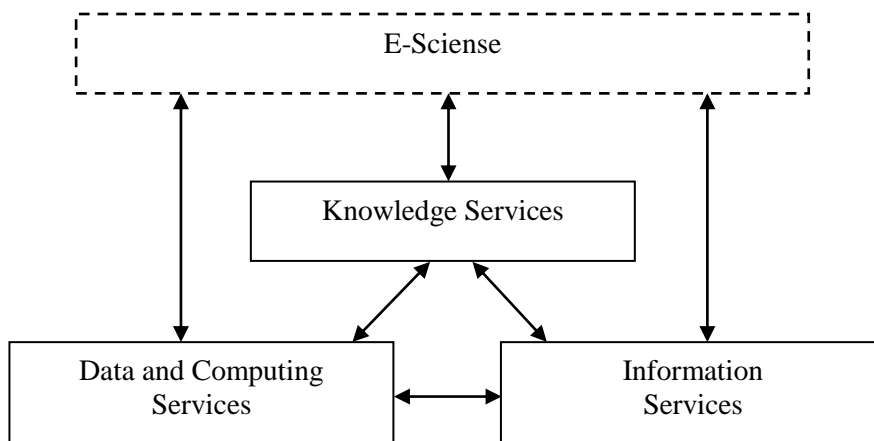 E-Sciense
Knowledge Services
Data and Computing
Services
Information
Services